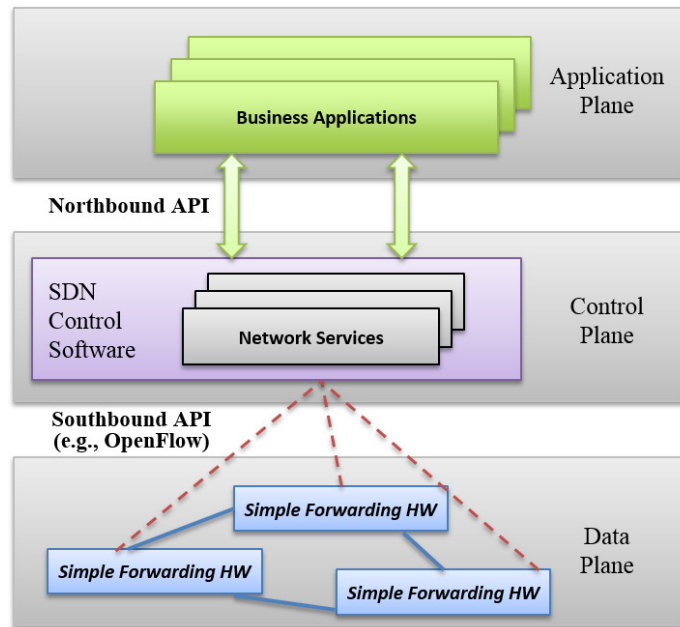 Business Applications
Application
Plane
Northbound API
SDN
Control
Software
Network Services
Control
Plane
Southbound API
(e.g., OpenFlow)
Simple Forwarding HW
Simple Forwarding HW
Simple Forwarding HW
Data
Plane